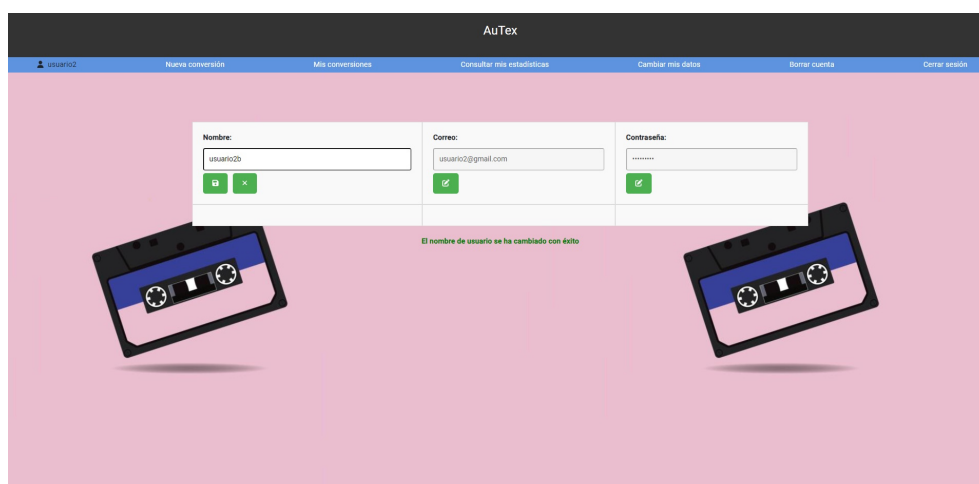 AuTex
usuario2 Nueva conversión Mis conversiones Consultar mis estadísticas Cambiar mis datos Borrar cuenta Cerrar sesión
Nombre: Correo: Contraseña:
usuario2b usuario2@gmail.com ·········
El nombre de usuario se ha cambiado con éxito